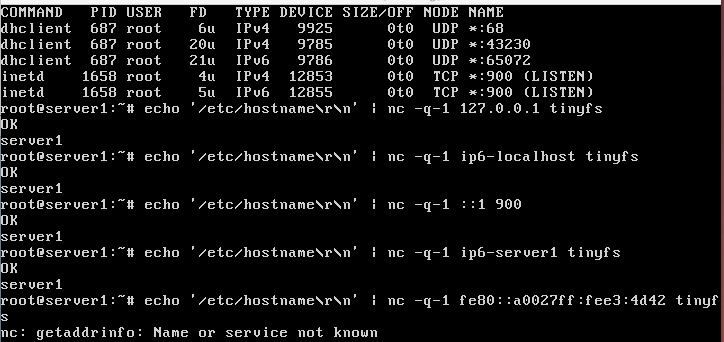 COMMAND    PID USER   FD   TYPE DEVICE SIZE/OFF NODE NAME
dhclient   687 root    6u  IPv4   9925      0t0  UDP *:68
dhclient   687 root   20u  IPv4   9785      0t0  UDP *:43230
dhclient   687 root   21u  IPv6   9786      0t0  UDP *:65072
inetd     1658 root    4u  IPv4  12853      0t0  TCP *:900 (LISTEN)
inetd     1658 root    5u  IPv6  12855      0t0  TCP *:900 (LISTEN)
root@server1:~# echo '/etc/hostname\r\n' | nc -q-1 127.0.0.1 tinyfs
OK
server1
root@server1:~# echo '/etc/hostname\r\n' | nc -q-1 ip6-localhost tinyfs
OK
server1
root@server1:~# echo '/etc/hostname\r\n' | nc -q-1 ::1 900
OK
server1
root@server1:~# echo '/etc/hostname\r\n' | nc -q-1 ip6-server1 tinyfs
OK
server1
root@server1:~# echo '/etc/hostname\r\n' | nc -q-1 fe80::a0027ff:fee3:4d42 tinyf
s
nc: getaddrinfo: Name or service not known